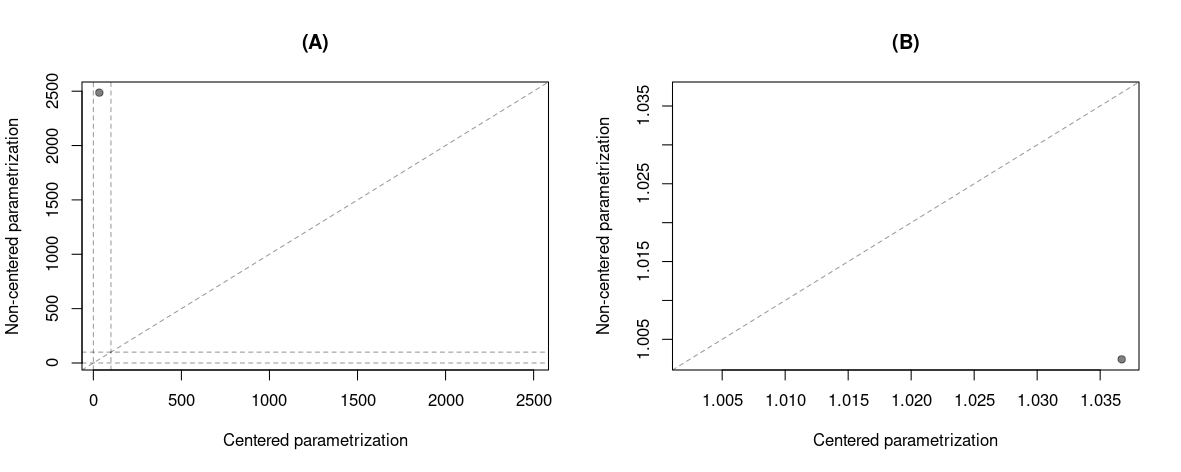 (A)
Non-centered parametrization
2500
2000
1500
1000
500
0
0 500 1000 1500 2000 2500
Centered parametrization
(B)
Non-centered parametrization
1.035
1.025
1.015
1.005
1.005 1.010 1.015 1.020 1.025 1.030 1.035
Centered parametrization